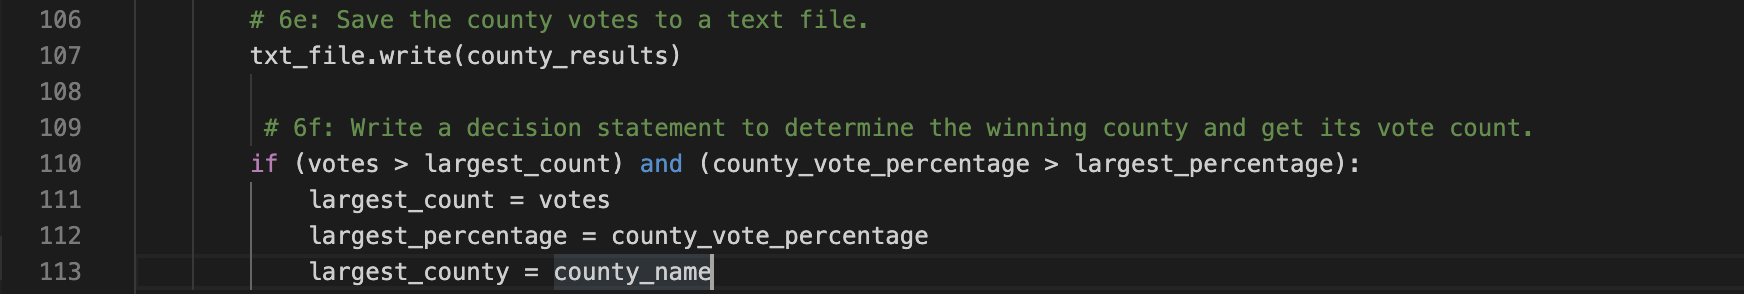 106 # 6e: Save the county votes to a text file.
107 txt_file.write(county_results)
108
109 # 6f: Write a decision statement to determine the winning county and get its vote count.
110 if (votes > largest_count) and (county_vote_percentage > largest_percentage):
111 largest_count = votes
112 largest_percentage = county_vote_percentage
113 largest_county = county_name